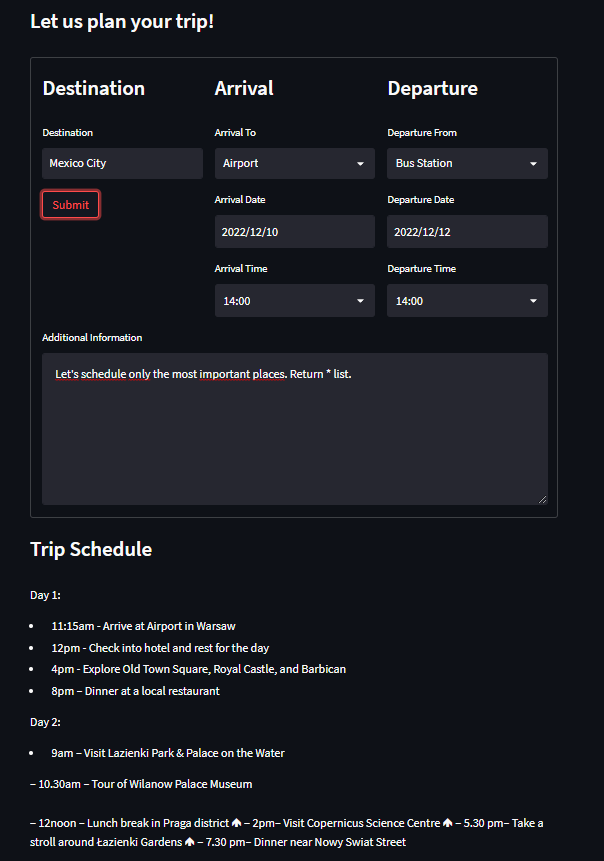 Let us plan your trip!
Destination
Arrival
Departure
Destination
Arrival To
Departure From
Mexico City
Airport
Bus Station
Submit
Arrival Date
Departure Date
2022/12/10
2022/12/12
Arrival Time
Departure Time
14:00
14:00
Additional Information
Let's schedule only the most important places. Return * list.
Trip Schedule
Day 1:
• 11:15am - Arrive at Airport in Warsaw
• 12pm - Check into hotel and rest for the day
• 4pm - Explore Old Town Square, Royal Castle, and Barbican
• 8pm – Dinner at a local restaurant
Day 2:
• 9am – Visit Lazienki Park & Palace on the Water
– 10.30am – Tour of Wilanow Palace Museum
– 12noon – Lunch break in Praga district – 2pm– Visit Copernicus Science Centre – 5.30 pm– Take a
stroll around Łazienki Gardens – 7.30 pm– Dinner near Nowy Swiat Street